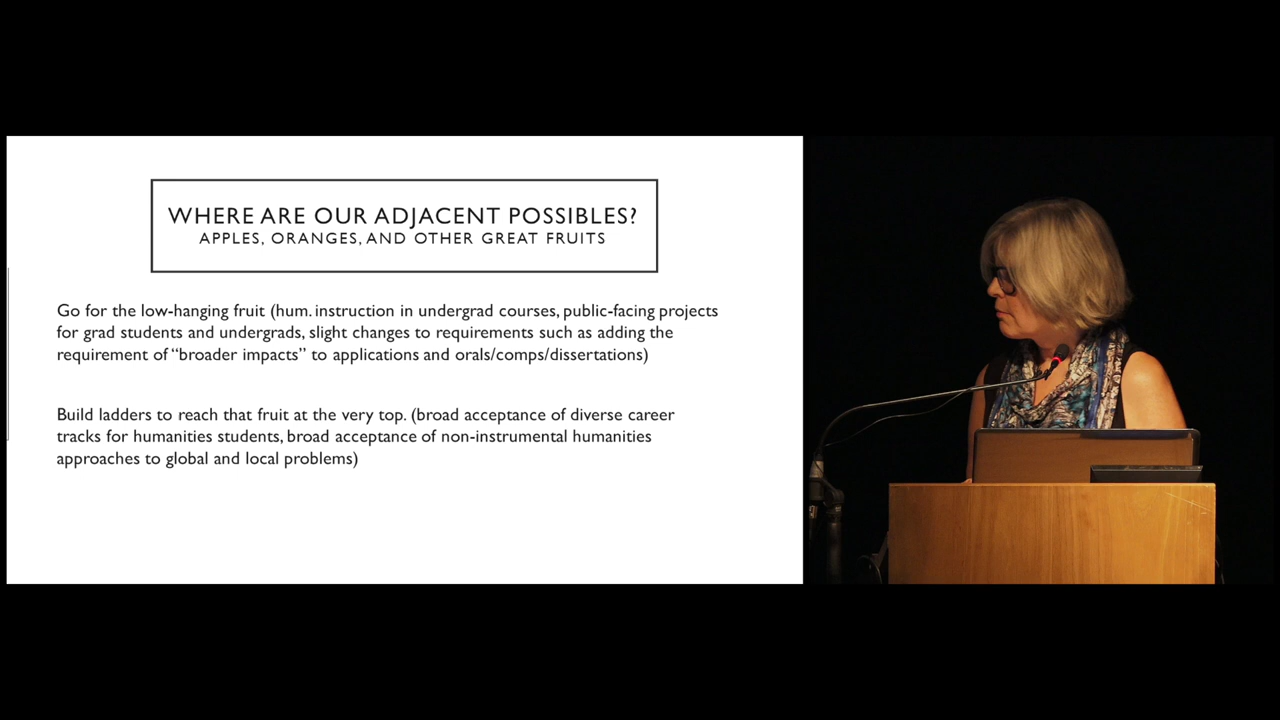 WHERE ARE OUR ADJACENT POSSIBLES?
APPLES, ORANGES, AND OTHER GREAT FRUITS
Go for the low-hanging fruit (hum. instruction in undergrad courses, public-facing projects
for grad students and undergrads, slight changes to requirements such as adding the
requirement of “broader impacts” to applications and orals/comps/dissertations)
Build ladders to reach that fruit at the very top. (broad acceptance of diverse career
tracks for humanities students, broad acceptance of non-instrumental humanities
approaches to global and local problems)